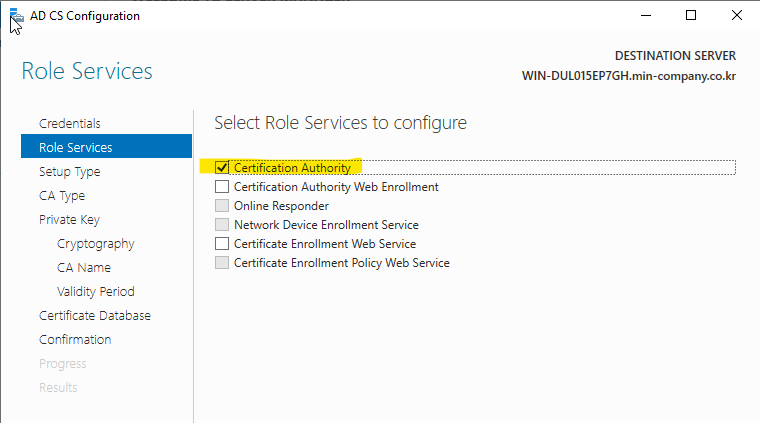 AD CS Configuration
DESTINATION SERVER
WIN-DUL015EP7GH.min-company.co.kr
Role Services
Credentials
Role Services
Setup Type
CA Type
Private Key
Cryptography
CA Name
Validity Period
Certificate Database
Confirmation
Progress
Results
Select Role Services to configure
Certification Authority
Certification Authority Web Enrollment
Online Responder
Network Device Enrollment Service
Certificate Enrollment Web Service
Certificate Enrollment Policy Web Service